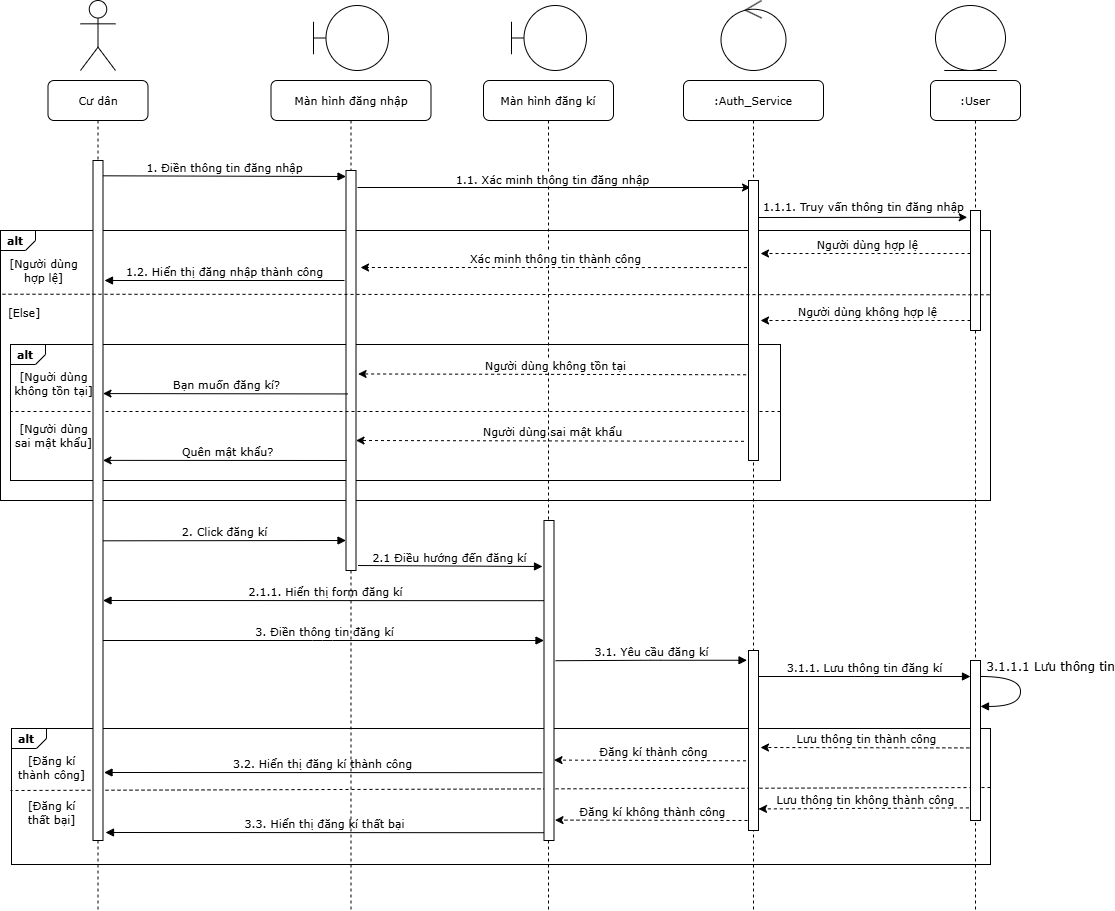 Cư dân
Màn hình đăng nhập
Màn hình đăng kí
:Auth_Service
:User
1. Điền thông tin đăng nhập
1.1. Xác minh thông tin đăng nhập
1.1.1. Truy vấn thông tin đăng nhập
alt
[Người dùng
hợp lệ]
Người dùng hợp lệ
Xác minh thông tin thành công
1.2. Hiển thị đăng nhập thành công
[Else]
Người dùng không hợp lệ
alt
[Người dùng
không tồn tại]
Người dùng không tồn tại
Bạn muốn đăng kí?
[Người dùng
sai mật khẩu]
Người dùng sai mật khẩu
Quên mật khẩu?
2. Click đăng kí
2.1 Điều hướng đến đăng kí
2.1.1. Hiển thị form đăng kí
3. Điền thông tin đăng kí
3.1. Yêu cầu đăng kí
3.1.1. Lưu thông tin đăng kí
3.1.1.1 Lưu thông tin
alt
[Đăng kí
thành công]
Lưu thông tin thành công
Đăng kí thành công
3.2. Hiển thị đăng kí thành công
[Đăng kí
thất bại]
Lưu thông tin không thành công
Đăng kí không thành công
3.3. Hiển thị đăng kí thất bại